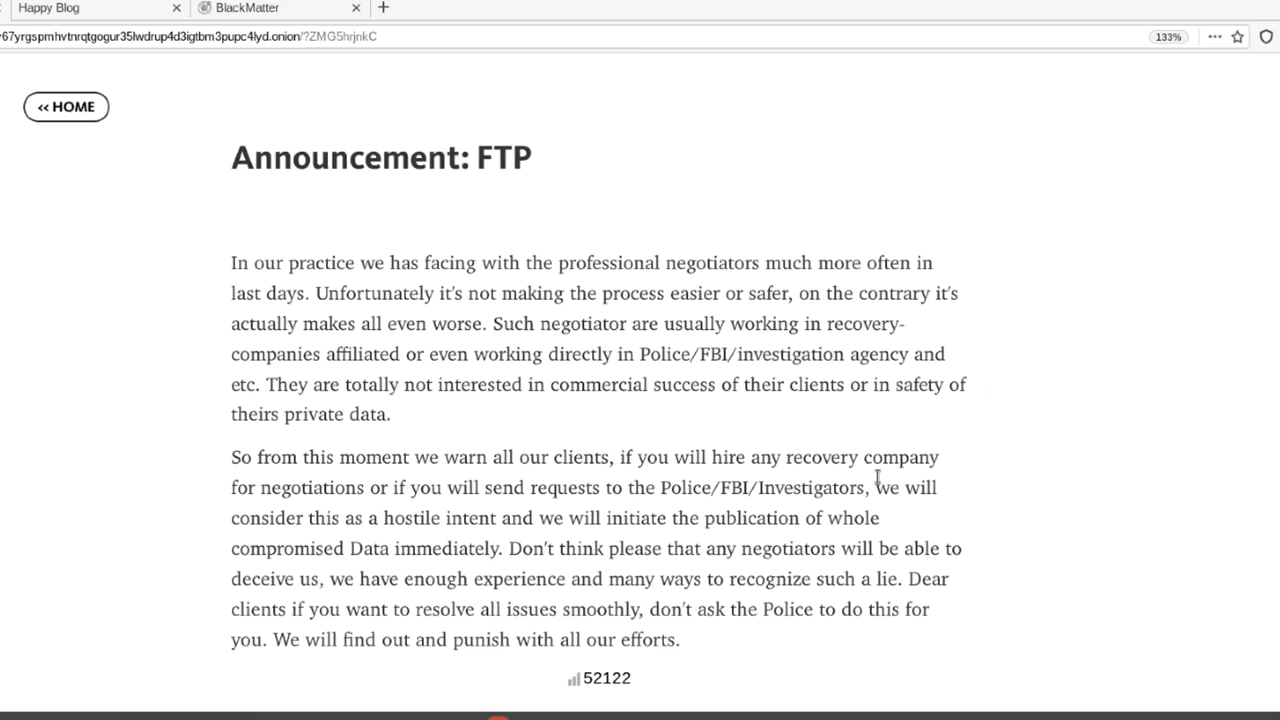 Happy Blog
BlackMatter
67yrgspmhvtnrqtgogur35lwdrup4d3igtbm3pupc4lyd.onion/?ZMG5hrjnkC
133%
<< HOME
Announcement: FTP
In our practice we has facing with the professional negotiators much more often in
last days. Unfortunately it's not making the process easier or safer, on the contrary it's
actually makes all even worse. Such negotiator are usually working in recovery-
companies affiliated or even working directly in Police/FBI/investigation agency and
etc. They are totally not interested in commercial success of their clients or in safety of
theirs private data.
So from this moment we warn all our clients, if you will hire any recovery company
for negotiations or if you will send requests to the Police/FBI/Investigators, we will
consider this as a hostile intent and we will initiate the publication of whole
compromised Data immediately. Don't think please that any negotiators will be able to
deceive us, we have enough experience and many ways to recognize such a lie. Dear
clients if you want to resolve all issues smoothly, don't ask the Police to do this for
you. We will find out and punish with all our efforts.
52122